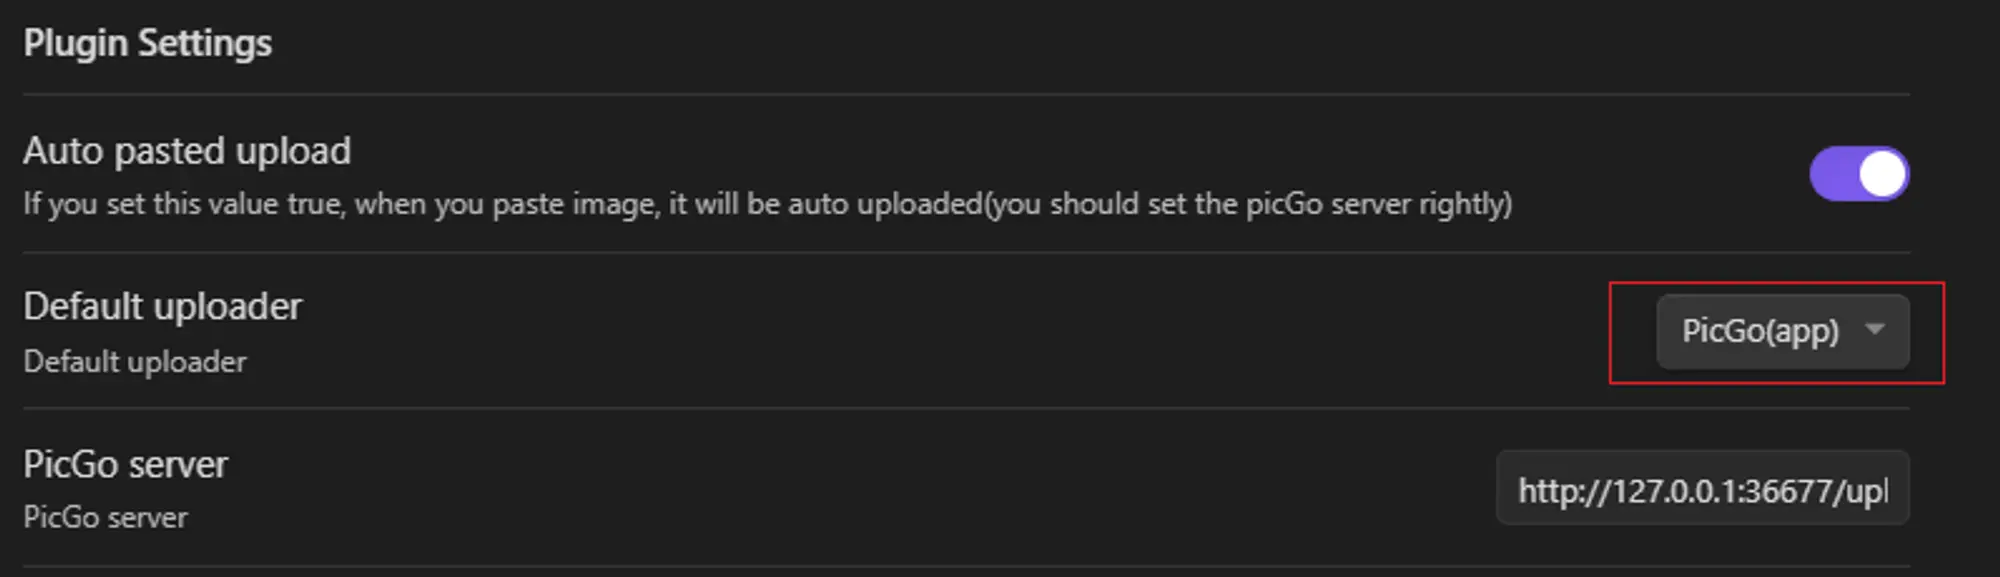 Plugin Settings
Auto pasted upload
If you set this value true, when you paste image, it will be auto uploaded(you should set the picGo server rightly)
Default uploader
Default uploader
PicGo(app)
PicGo server
PicGo server
http://127.0.0.1:36677/upl